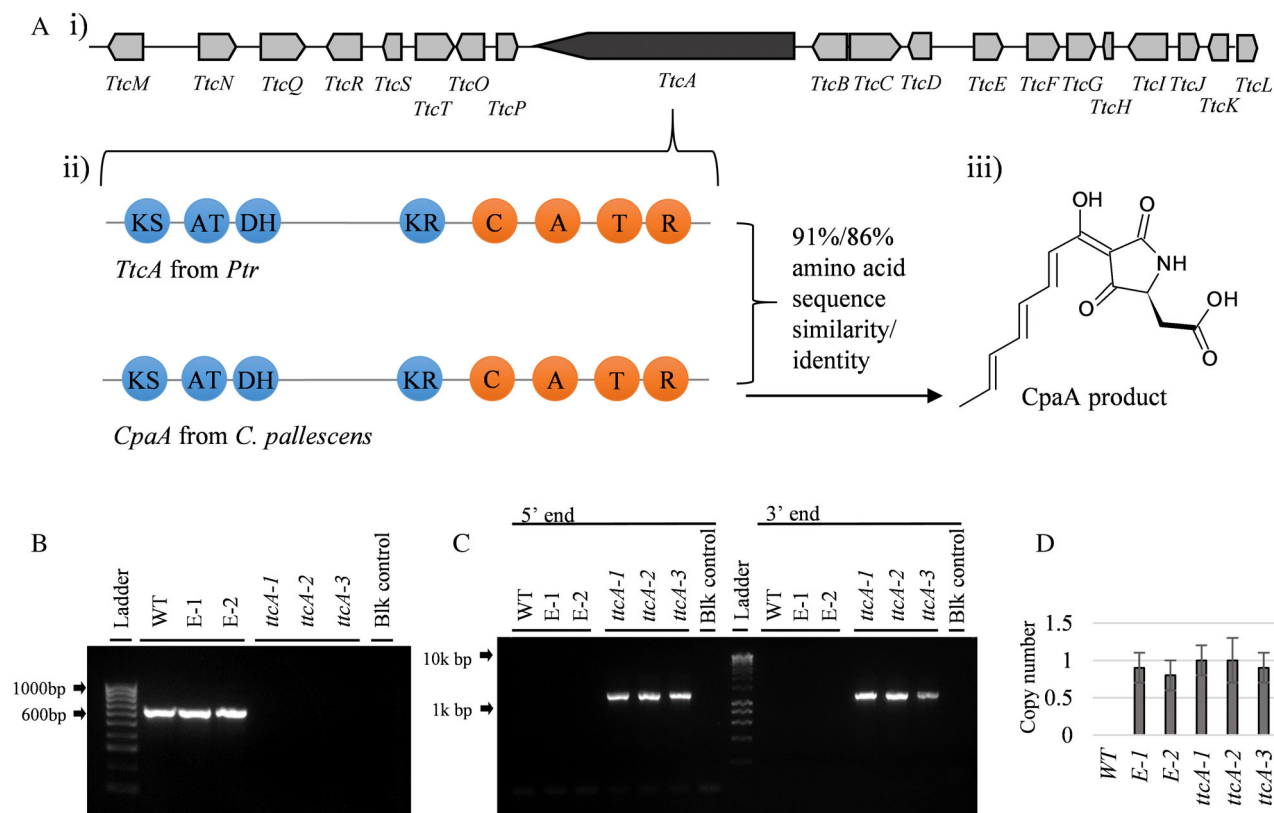 A i)
TtcM TtcN TtcQ TtcR TtcS TtcT TtcO TtcP TtcA TtcB TtcC TtcD TtcE TtcF TtcG TtcH TtcI TtcJ TtcK TtcL
ii)
KS AT DH KR C A T R
TtcA from Ptr
KS AT DH KR C A T R
CpaA from C. pallescens
91%/86%
amino acid
sequence
similarity/
identity
iii)
OH O
NH
O
OH
O
CpaA product
B
Ladder WT E-1 E-2 ttcA-1 ttcA-2 ttcA-3 Blk control
1000bp
600bp
C
5’ end 3’ end
WT E-1 E-2 ttcA-1 ttcA-2 ttcA-3 Blk control Ladder WT E-1 E-2 ttcA-1 ttcA-2 ttcA-3 Blk control
10k bp
1k bp
D
Copy number
1.5
1
0.5
0
WT E-1 E-2 ttcA-1 ttcA-2 ttcA-3